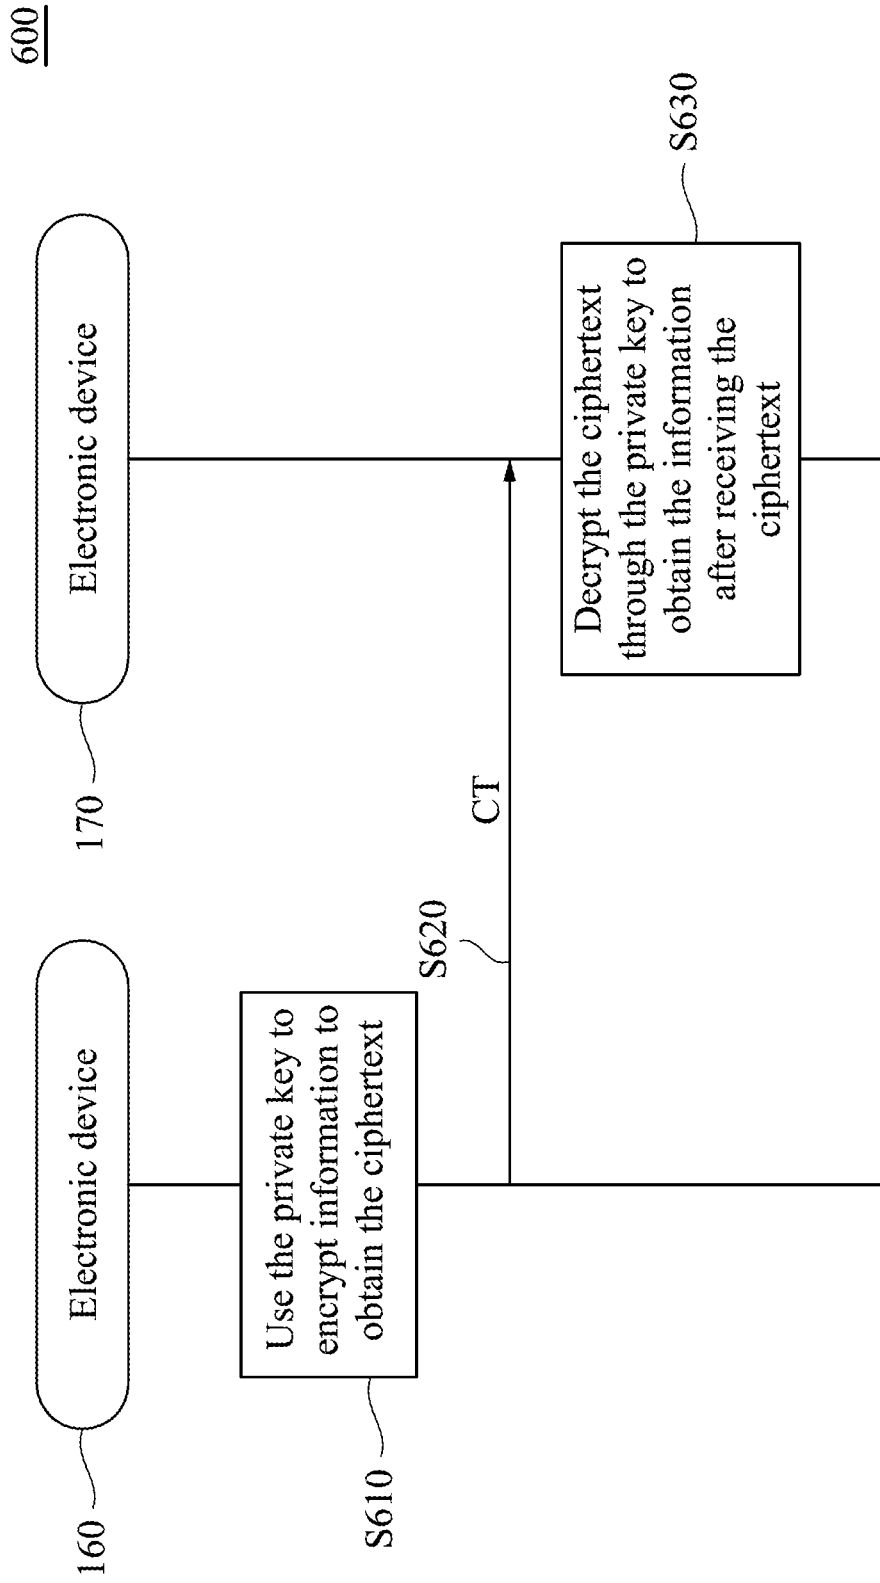 600
160
Electronic device
170
Electronic device
S610
Use the private key to
encrypt information to
obtain the ciphertext
S620
CT
Decrypt the ciphertext
through the private key to
obtain the information
after receiving the
ciphertext
S630